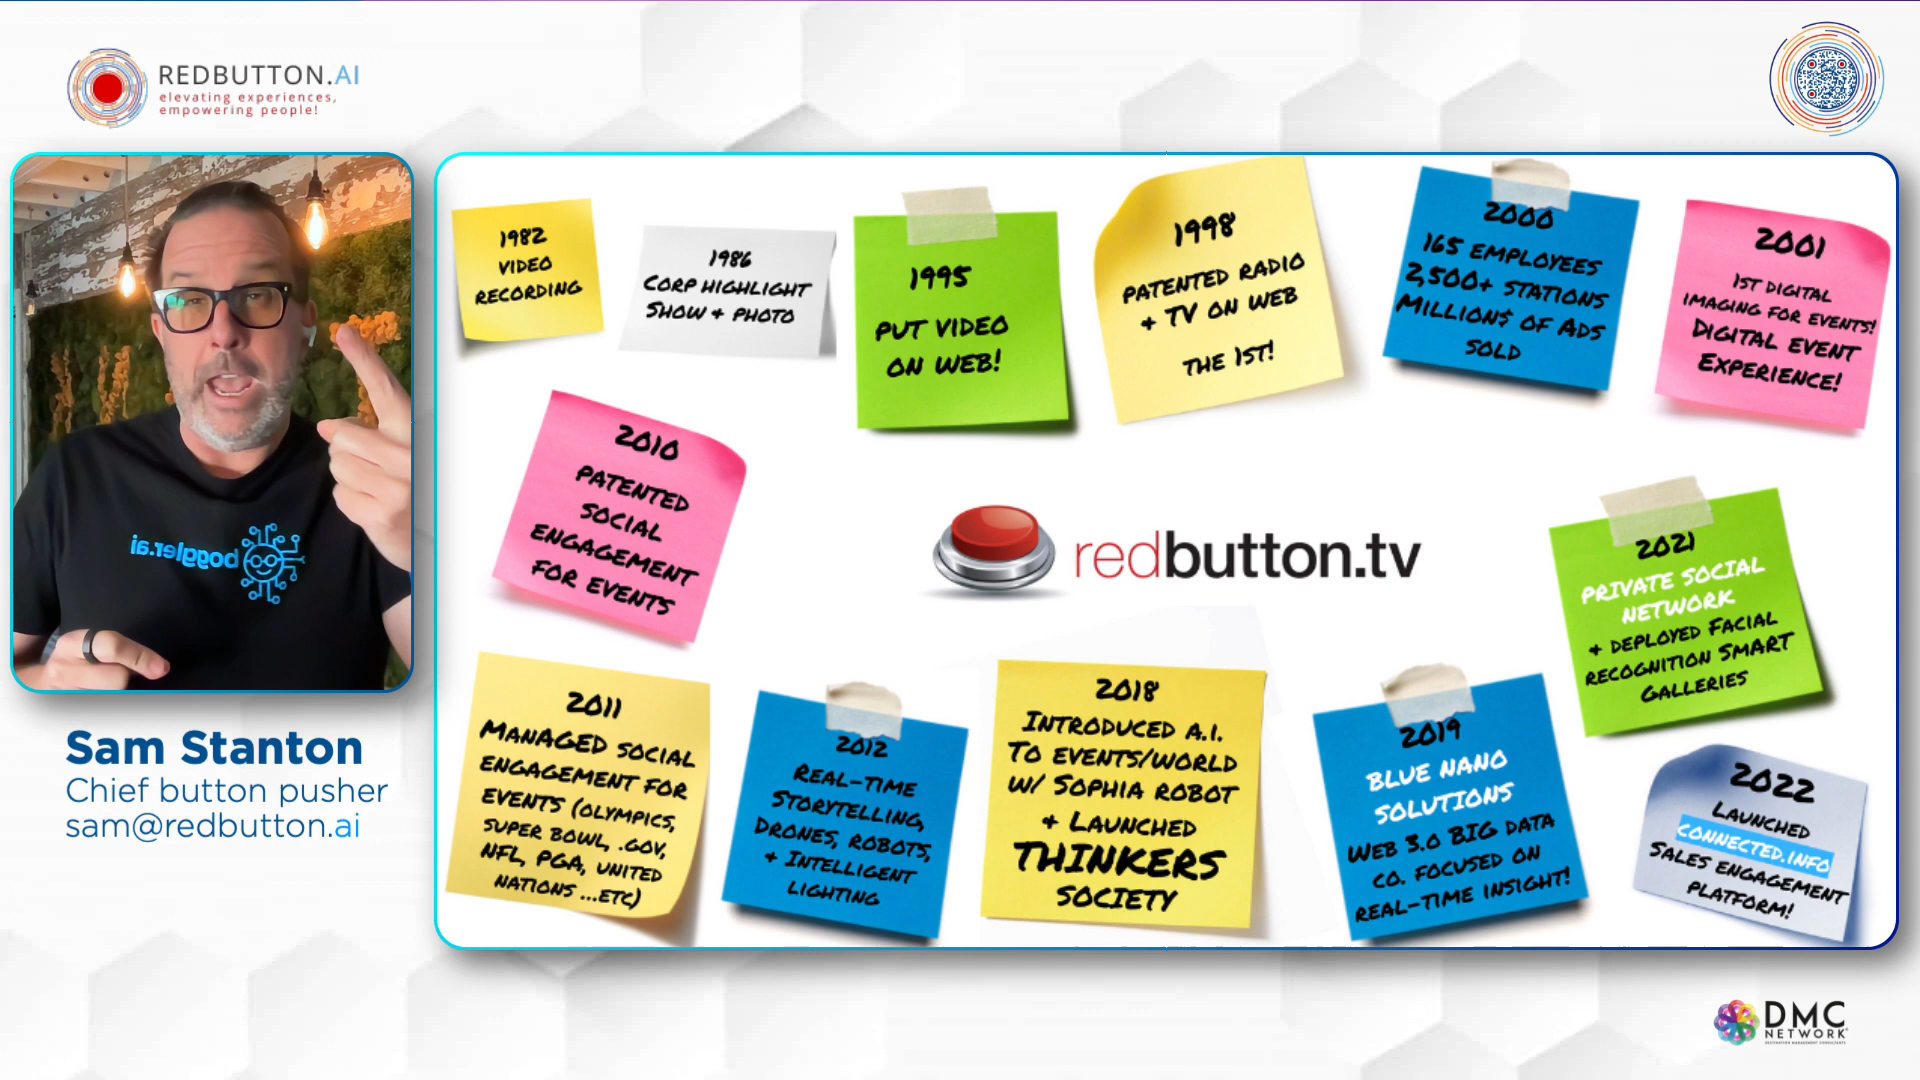 REDBUTTON.AI
elevating experiences,
empowering people!
boggler.ai
Sam Stanton
Chief button pusher
sam@redbutton.ai
1982
VIDEO
RECORDING
1986
CORP HIGHLIGHT
SHOW + PHOTO
1995
PUT VIDEO
ON WEB!
1998
PATENTED RADIO
+ TV ON WEB
THE 1ST!
2000
165 EMPLOYEES
2,500+ STATIONS
MILLION$ OF ADS
SOLD
2001
1ST DIGITAL
IMAGING FOR EVENTS!
DIGITAL EVENT
EXPERIENCE!
2010
PATENTED
SOCIAL
ENGAGEMENT
FOR EVENTS
redbutton.tv
2021
PRIVATE SOCIAL
NETWORK
+ DEPLOYED FACIAL
RECOGNITION SMART
GALLERIES
2011
MANAGED SOCIAL
ENGAGEMENT FOR
EVENTS (OLYMPICS,
SUPER BOWL, .GOV,
NFL, PGA, UNITED
NATIONS ...ETC)
2012
REAL-TIME
STORYTELLING,
DRONES, ROBOTS,
+ INTELLIGENT
LIGHTING
2018
INTRODUCED A.I.
TO EVENTS/WORLD
W/ SOPHIA ROBOT
+ LAUNCHED
THINKERS
SOCIETY
2019
BLUE NANO
SOLUTIONS
WEB 3.0 BIG DATA
CO. FOCUSED ON
REAL-TIME INSIGHT!
2022
LAUNCHED
CONNECTED.INFO
SALES ENGAGEMENT
PLATFORM!
DMC
NETWORK